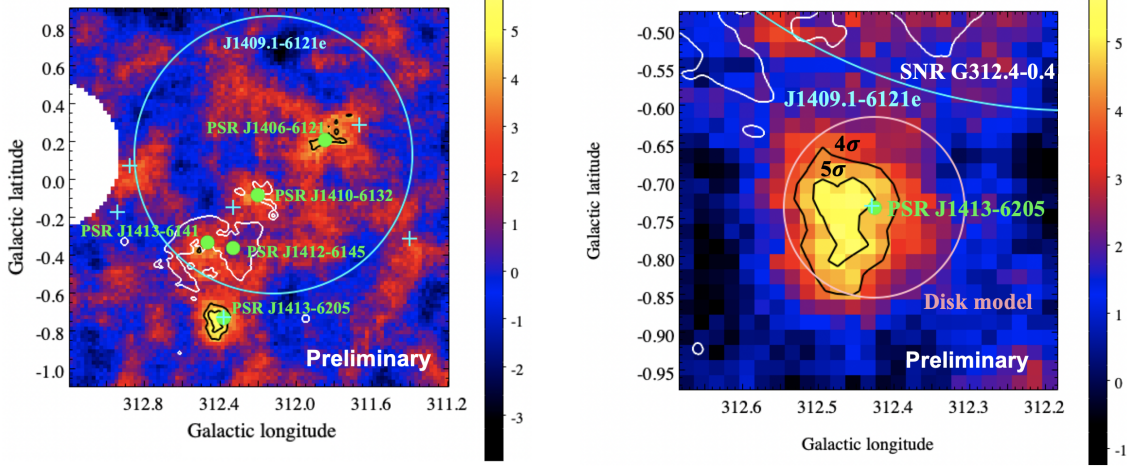 0.8
0.6
0.4
0.2
0.0
-0.2
-0.4
-0.6
-0.8
-1.0
Galactic latitude
J1409.1-6121e
PSR J1406-6121
PSR J1410-6132
PSR J1413-6141
PSR J1412-6145
PSR J1413-6205
Preliminary
312.8
312.4
312.0
311.6
311.2
Galactic longitude
5
4
3
2
1
0
-1
-2
-3
-0.50
-0.55
-0.60
-0.65
-0.70
-0.75
-0.80
-0.85
-0.90
-0.95
Galactic latitude
SNR G312.4-0.4
J1409.1-6121e
4σ
5σ
PSR J1413-6205
Disk model
Preliminary
312.6
312.5
312.4
312.3
312.2
Galactic longitude
5
4
3
2
1
0
-1